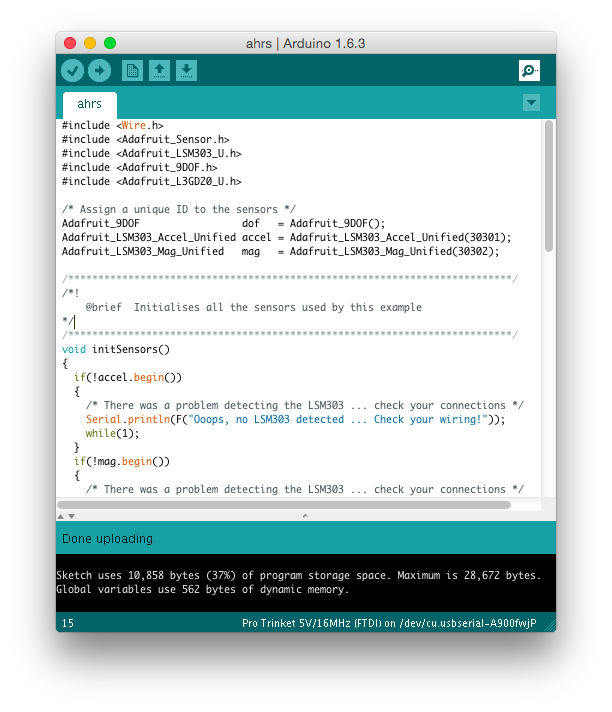 ahrs | Arduino 1.6.3
ahrs
#include <Wire.h>
#include <Adafruit_Sensor.h>
#include <Adafruit_LSM303_U.h>
#include <Adafruit_9DOF.h>
#include <Adafruit_L3GD20_U.h>
/* Assign a unique ID to the sensors */
Adafruit_9DOF dof = Adafruit_9DOF();
Adafruit_LSM303_Accel_Unified accel = Adafruit_LSM303_Accel_Unified(30301);
Adafruit_LSM303_Mag_Unified mag = Adafruit_LSM303_Mag_Unified(30302);
/**************************************************************************/
/*!
@brief Initialises all the sensors used by this example
*/
/**************************************************************************/
void initSensors()
{
if(!accel.begin())
{
/* There was a problem detecting the LSM303 ... check your connections */
Serial.println(F("Ooops, no LSM303 detected ... Check your wiring!"));
while(1);
}
if(!mag.begin())
{
/* There was a problem detecting the LSM303 ... check your connections */
Done uploading.
Sketch uses 10,858 bytes (37%) of program storage space. Maximum is 28,672 bytes.
Global variables use 562 bytes of dynamic memory.
15 Pro Trinket 5V/16MHz (FTDI) on /dev/cu.usbserial-A900fwjP